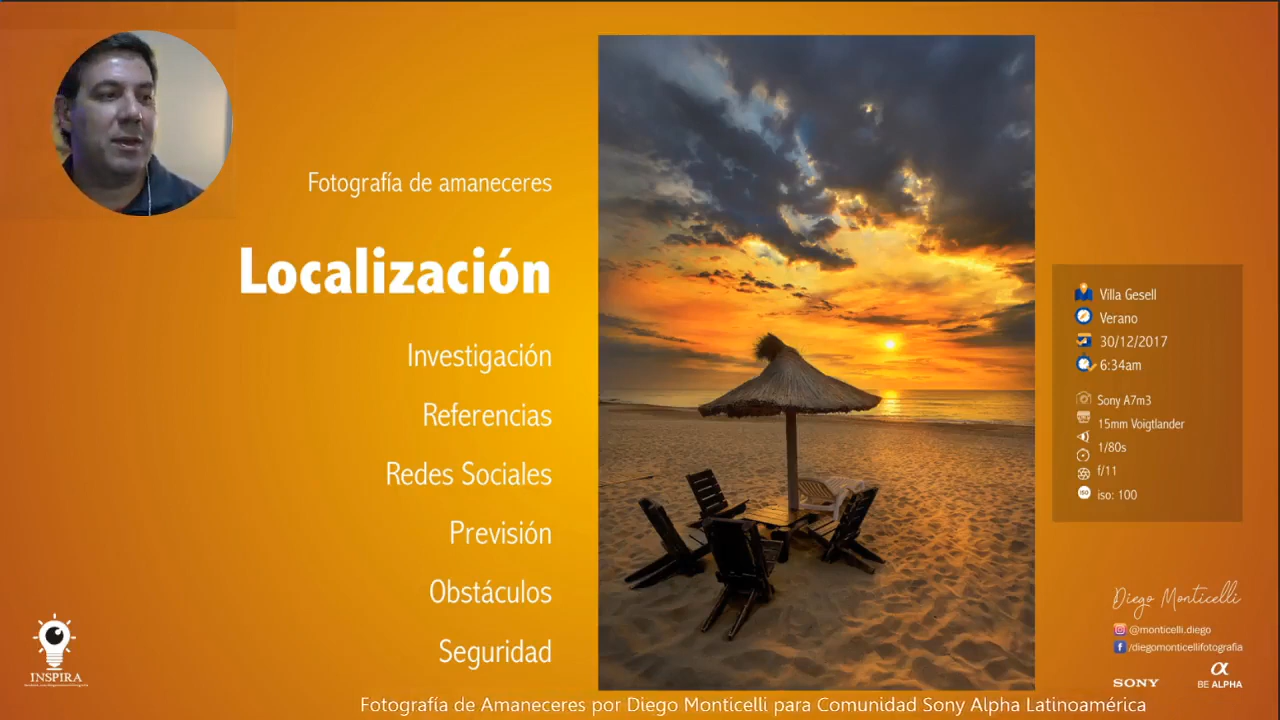 Fotografía de amaneceres
Localización
Investigación
Referencias
Redes Sociales
Previsión
Obstáculos
Seguridad
Villa Gesell
Verano
30/12/2017
6:34am
Sony A7m3
15mm Voigtlander
1/80s
f/11
ISO
iso: 100
Diego Monticelli
@monticelli.diego
/diegomonticellifotografia
SONY
α
BE ALPHA
INSPIRA
Fotografía de Amaneceres por Diego Monticelli para Comunidad Sony Alpha Latinoamérica